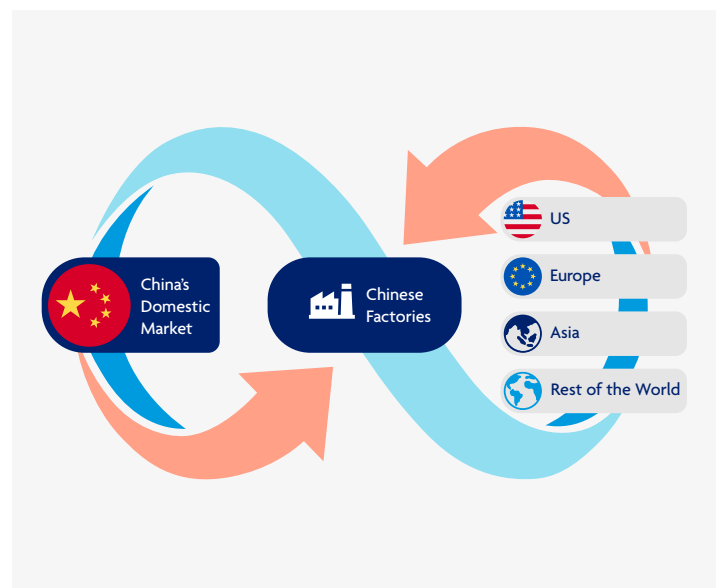 China's
Domestic
Market
Chinese
Factories
US
Europe
Asia
Rest of the World